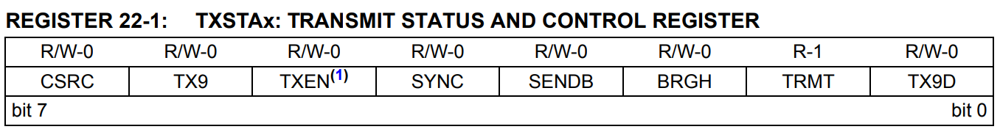 REGISTER 22-1: TXSTAx: TRANSMIT STATUS AND CONTROL REGISTER
R/W-0 R/W-0 R/W-0 R/W-0 R/W-0 R/W-0 R-1 R/W-0
CSRC TX9 TXEN(1) SYNC SENDB BRGH TRMT TX9D
bit 7 bit 0